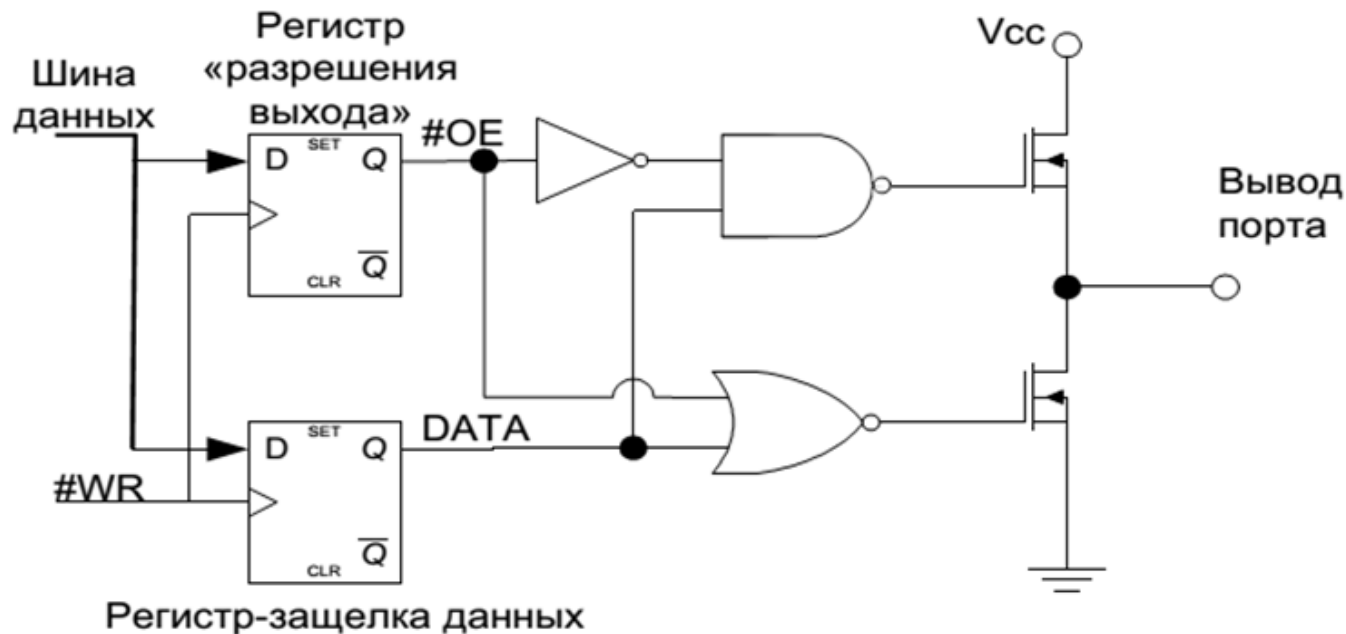 Регистр
«разрешения
выхода»
Шина
данных
Vcc
#OE
D
SET
Q
Q
CLR
Вывод
порта
DATA
#WR
D
SET
Q
Q
CLR
Регистр-защелка данных